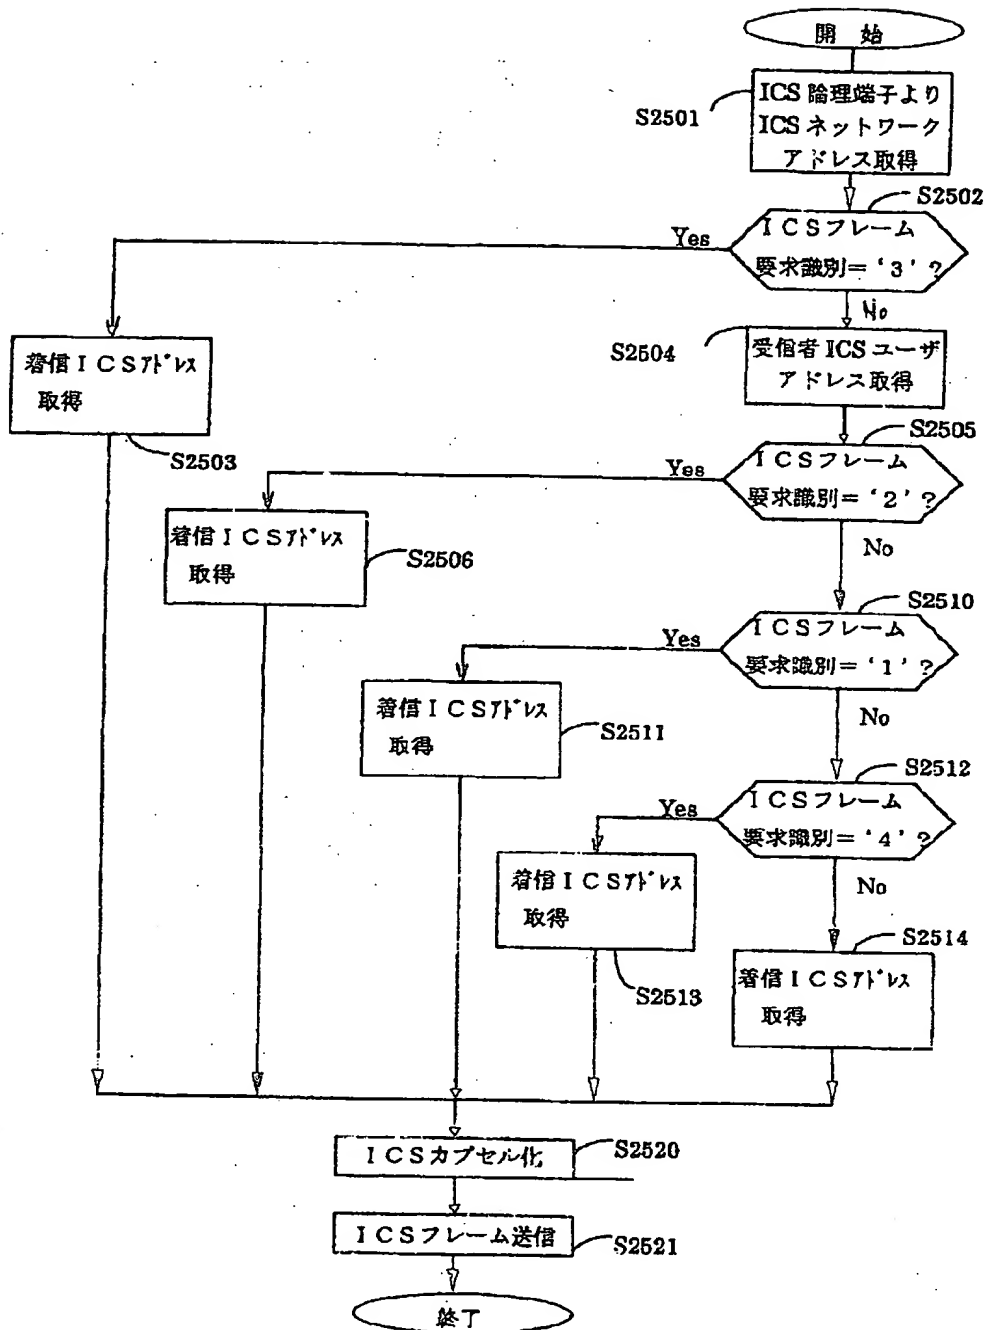 開 始
S2501
ICS論理端子より
ICSネットワーク
アドレス取得
S2502
ICSフレーム
要求識別=‘3’?
Yes
No
着信ICSアドレス
取得
S2503
S2504
受信者ICSユーザ
アドレス取得
S2505
ICSフレーム
要求識別=‘2’?
Yes
No
着信ICSアドレス
取得
S2506
S2510
ICSフレーム
要求識別=‘1’?
Yes
No
着信ICSアドレス
取得
S2511
S2512
ICSフレーム
要求識別=‘4’?
Yes
No
着信ICSアドレス
取得
S2513
S2514
着信ICSアドレス
取得
ICSカプセル化
S2520
ICSフレーム送信
S2521
終了